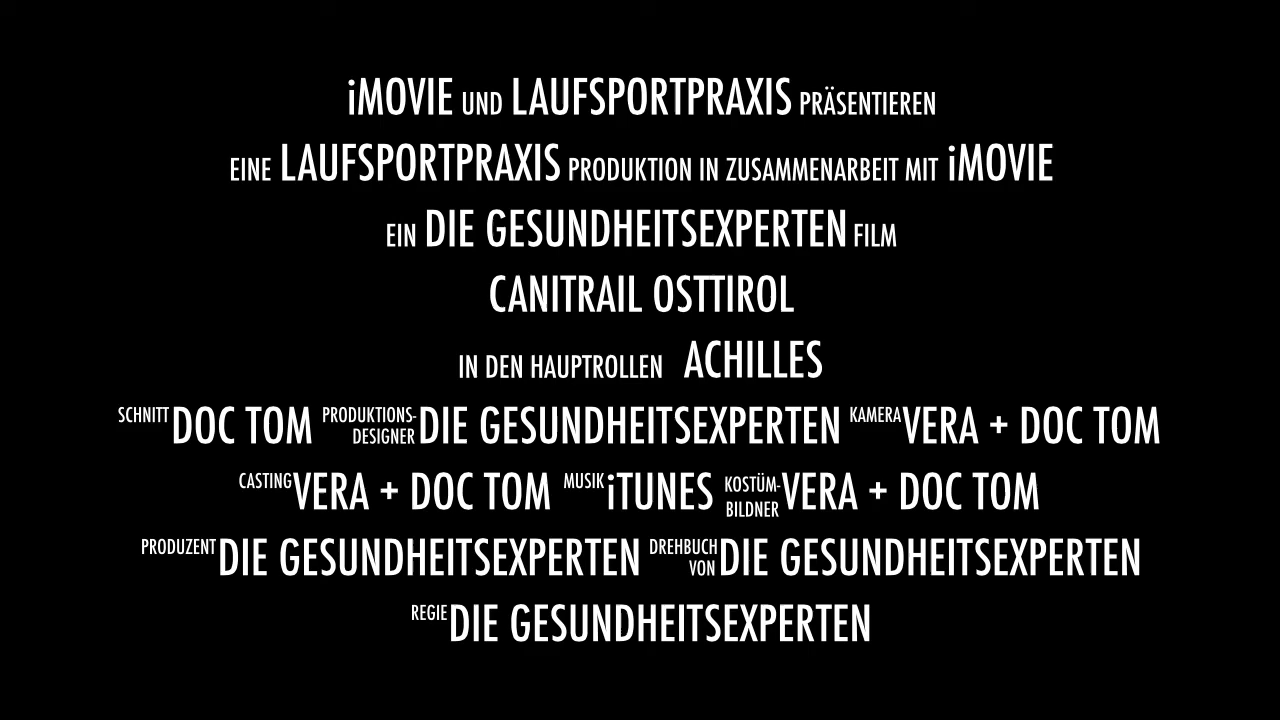 iMOVIE UND LAUFSPORTPRAXIS PRÄSENTIEREN
EINE LAUFSPORTPRAXIS PRODUKTION IN ZUSAMMENARBEIT MIT iMOVIE
EIN DIE GESUNDHEITSEXPERTEN FILM
CANITRAIL OSTTIROL
IN DEN HAUPTROLLEN ACHILLES
SCHNITT DOC TOM PRODUKTIONS-DESIGNER DIE GESUNDHEITSEXPERTEN KAMERA VERA + DOC TOM
CASTING VERA + DOC TOM MUSIK iTUNES KOSTÜM-BILDNER VERA + DOC TOM
PRODUZENT DIE GESUNDHEITSEXPERTEN DREHBUCH VON DIE GESUNDHEITSEXPERTEN
REGIE DIE GESUNDHEITSEXPERTEN